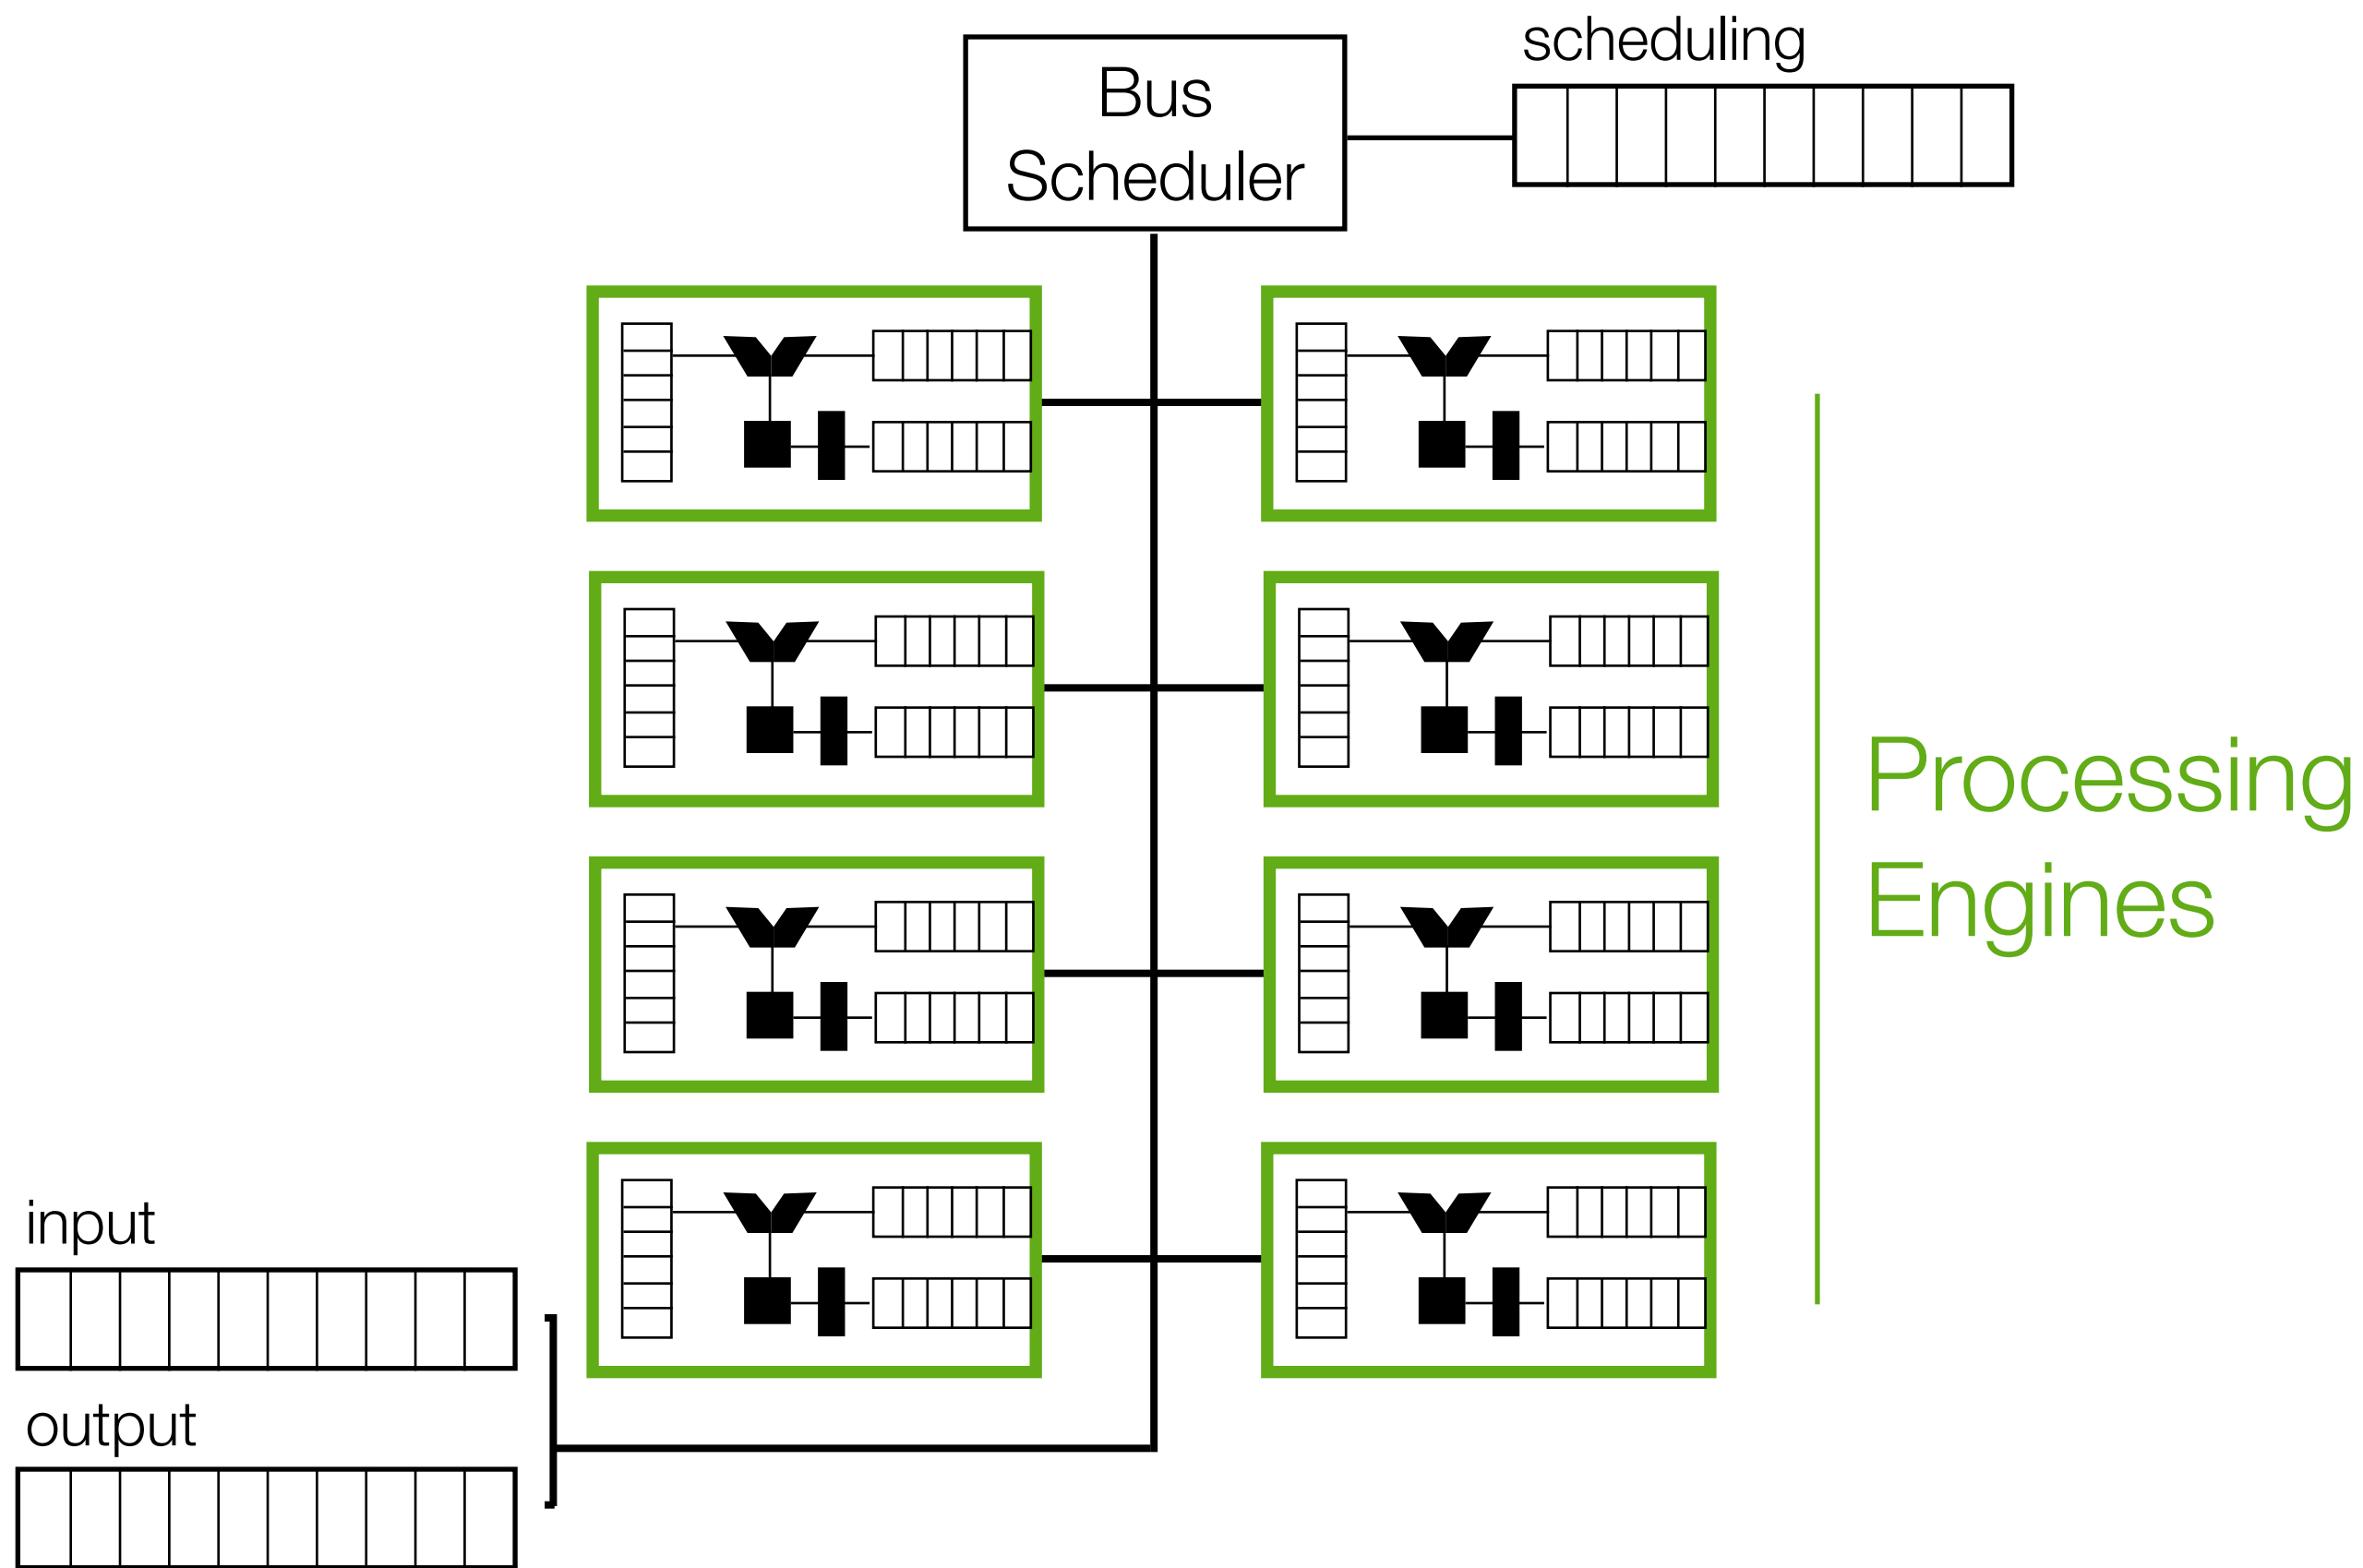 scheduling
Bus
Scheduler
Processing
Engines
input
output